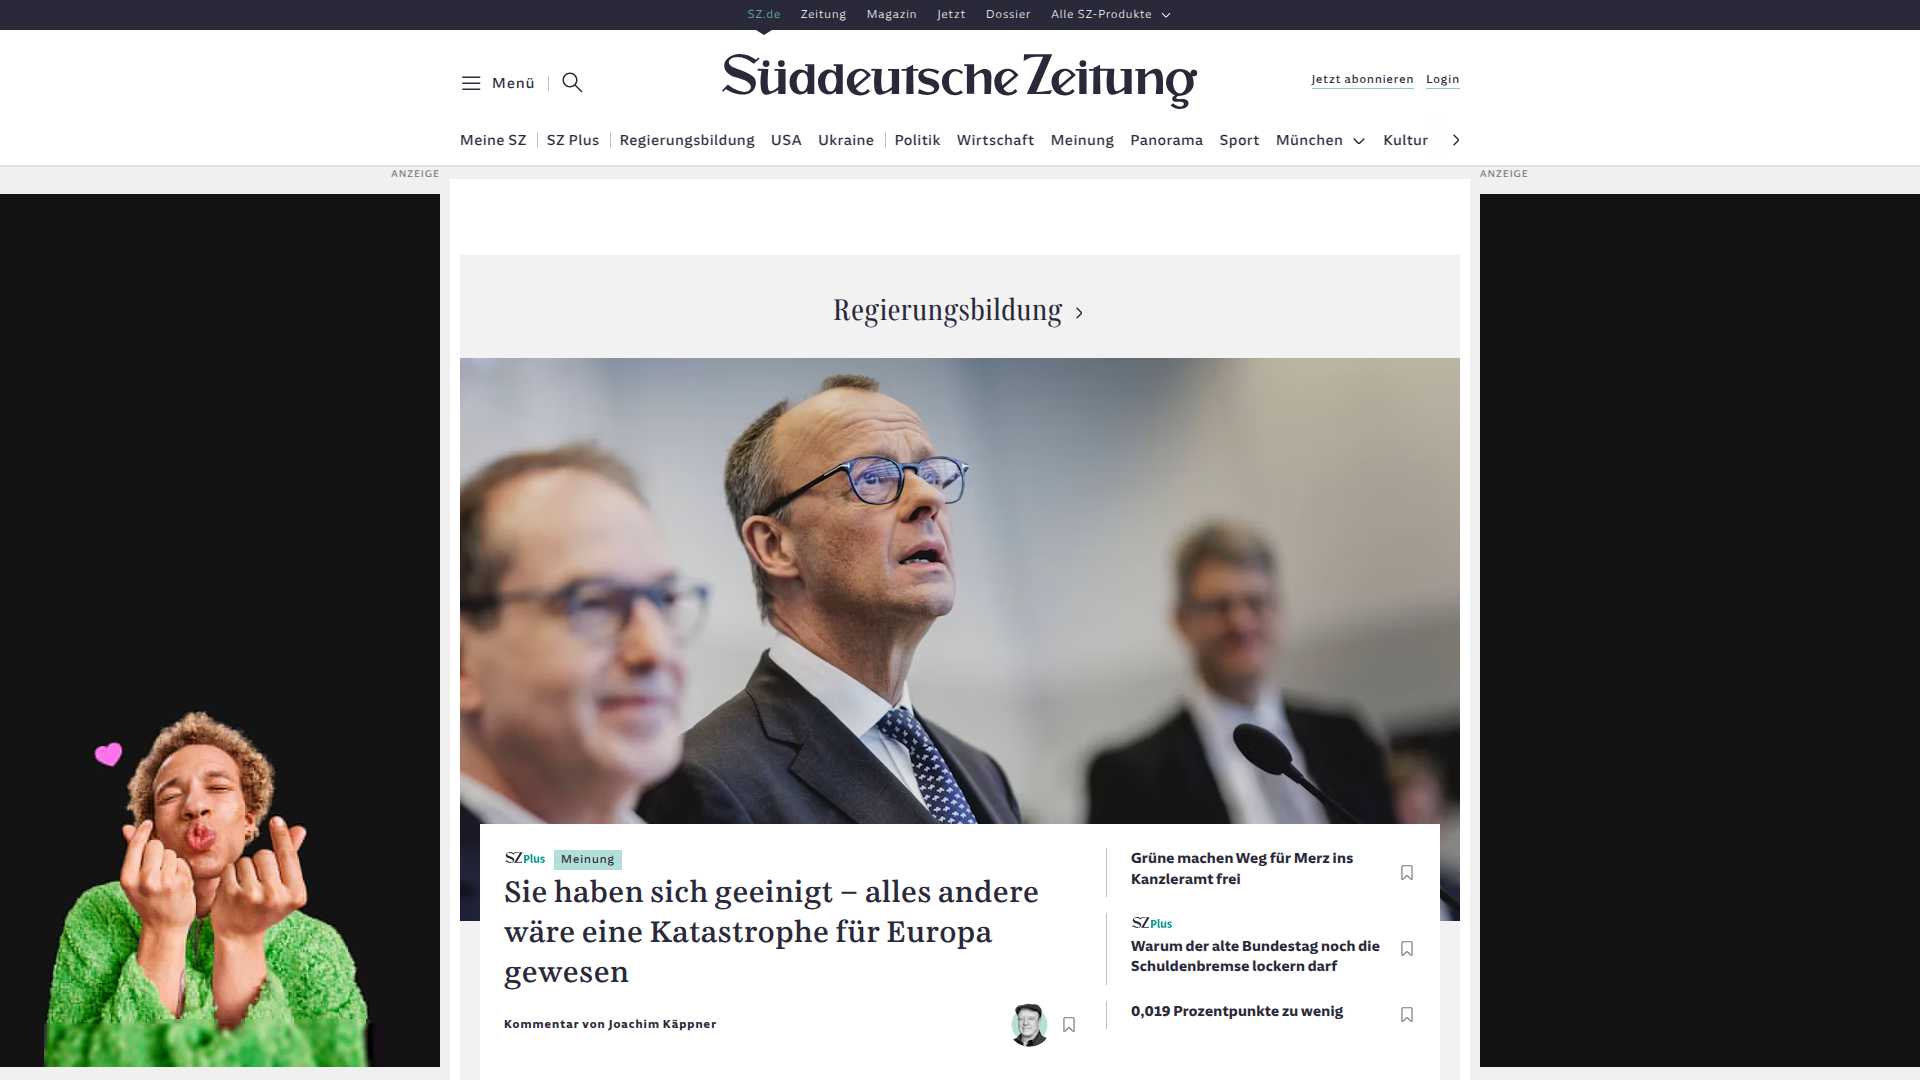 SZ.de Zeitung Magazin Jetzt Dossier Alle SZ-Produkte
Menü
Süddeutsche Zeitung
Jetzt abonnieren Login
Meine SZ SZ Plus Regierungsbildung USA Ukraine Politik Wirtschaft Meinung Panorama Sport München Kultur
ANZEIGE
ANZEIGE
Regierungsbildung
SZ Plus Meinung
Sie haben sich geeinigt – alles andere
wäre eine Katastrophe für Europa
gewesen
Kommentar von Joachim Käppner
Grüne machen Weg für Merz ins
Kanzleramt frei
SZ Plus
Warum der alte Bundestag noch die
Schuldenbremse lockern darf
0,019 Prozentpunkte zu wenig